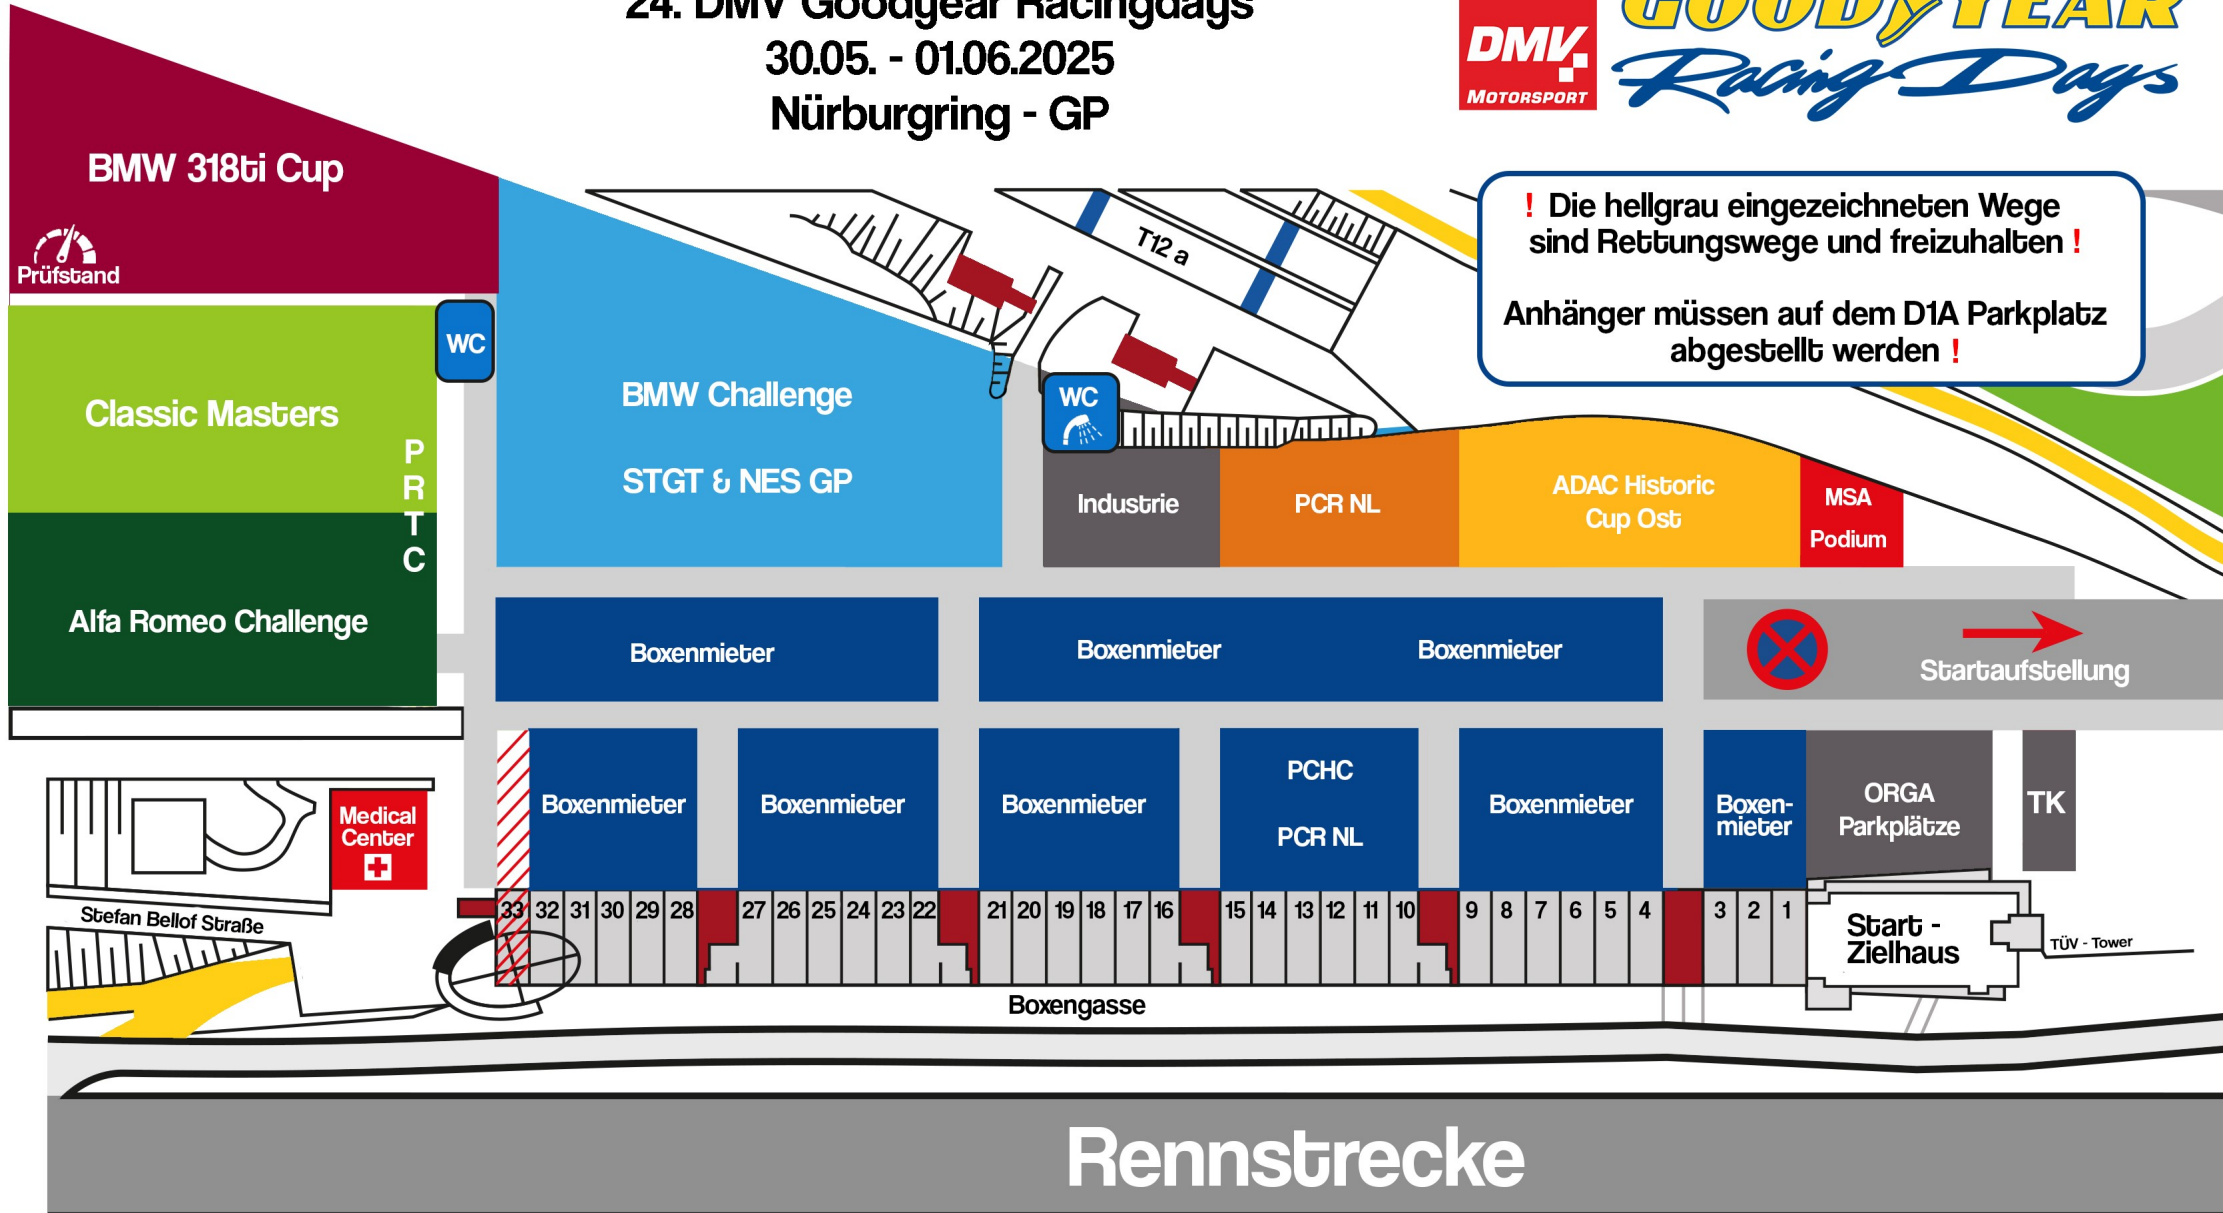 24. DMV Goodyear Racingdays
30.05. - 01.06.2025
Nürburgring - GP
DMV
MOTORSPORT
GOODYEAR
Racing Days
! Die hellgrau eingezeichneten Wege
sind Rettungswege und freizuhalten !
Anhänger müssen auf dem D1A Parkplatz
abgestellt werden !
BMW 318ti Cup
Prüfstand
WC
Classic Masters
PRTC
Alfa Romeo Challenge
BMW Challenge
STGT & NES GP
T12 a
WC
Industrie
PCR NL
ADAC Historic
Cup Ost
MSA
Podium
Boxenmieter
Boxenmieter
Boxenmieter
Startaufstellung
Medical
Center
Boxenmieter
Boxenmieter
Boxenmieter
PCHC
PCR NL
Boxenmieter
Boxen-
mieter
ORGA
Parkplätze
TK
Stefan Bellof Straße
33 32 31 30 29 28 27 26 25 24 23 22 21 20 19 18 17 16 15 14 13 12 11 10 9 8 7 6 5 4 3 2 1
Start -
Zielhaus
TÜV - Tower
Boxengasse
Rennstrecke